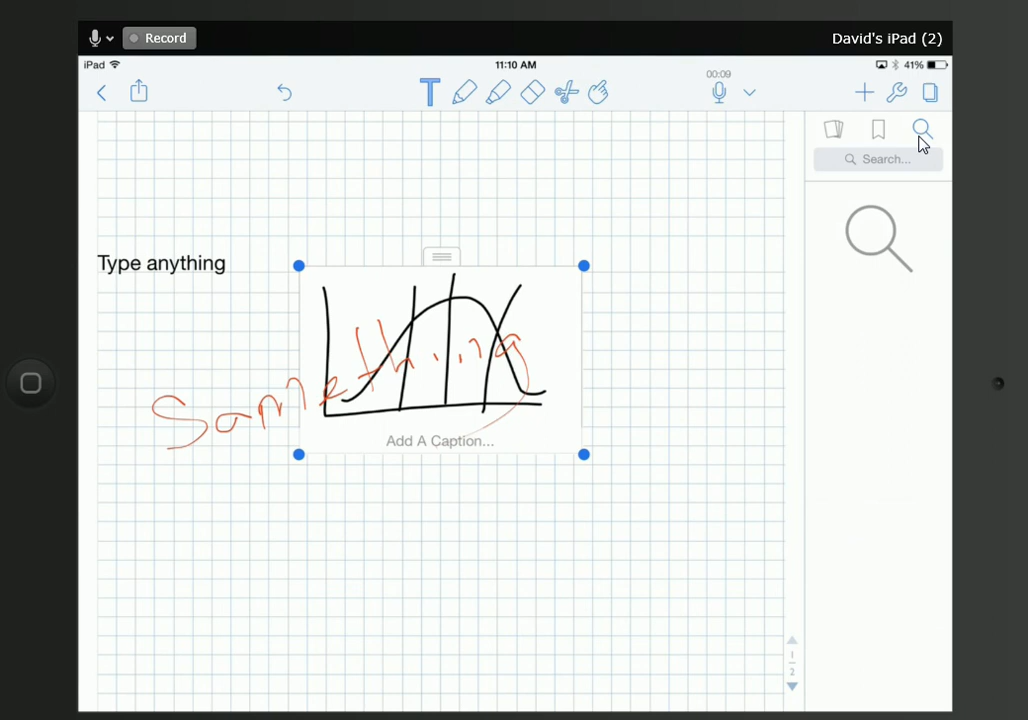 Record
David's iPad (2)
iPad
11:10 AM
41%
T
00:09
Search...
Type anything
Something
Add A Caption...
1
2